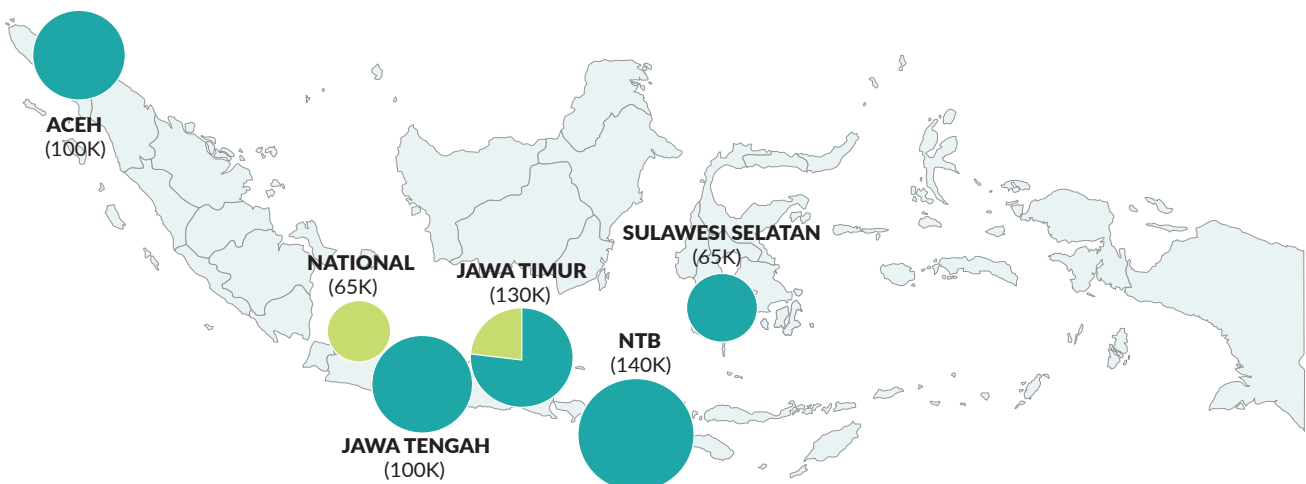 ACEH
(100K)
NATIONAL
(65K)
JAWA TIMUR
(130K)
SULAWESI SELATAN
(65K)
NTB
(140K)
JAWA TENGAH
(100K)